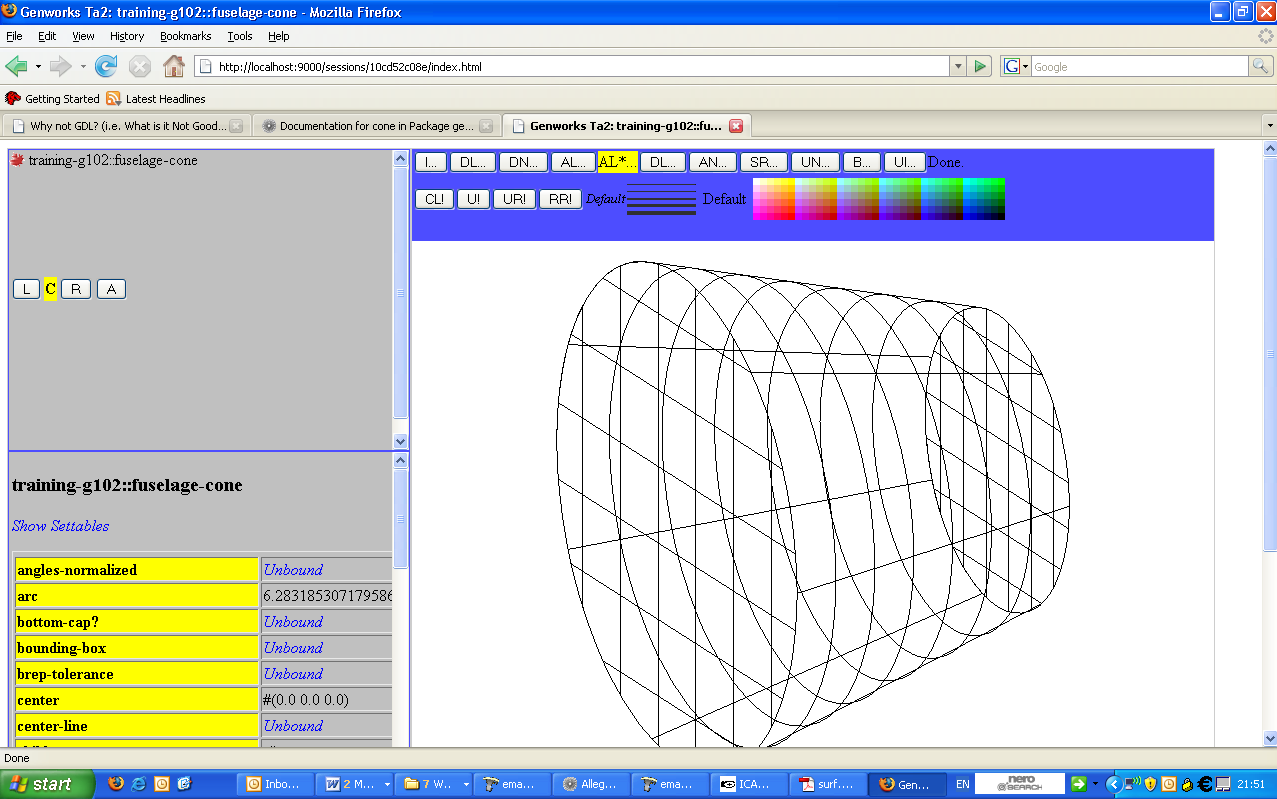 Genworks Ta2: training-g102::fuselage-cone - Mozilla Firefox
File Edit View History Bookmarks Tools Help
http://localhost:9000/sessions/10cd52c08e/index.html
G Google
Getting Started Latest Headlines
Why not GDL? (i.e. What is it Not Good... Documentation for cone in Package ge... Genworks Ta2: training-g102::fu...
training-g102::fuselage-cone
I... DL... DN... AL... AL*... DL... AN... SR... UN... B... UI... Done.
CL! U! UR! RR! Default Default
L C R A
training-g102::fuselage-cone
Show Settables
angles-normalized Unbound
arc 6.283185307179586
bottom-cap? Unbound
bounding-box Unbound
brep-tolerance Unbound
center #(0.0 0.0 0.0)
center-line Unbound
Done
start Inbo... 2 M... 7 W... ema... Alleg... ema... ICA... surf.... Gen... EN nero @SEARCH 21:51